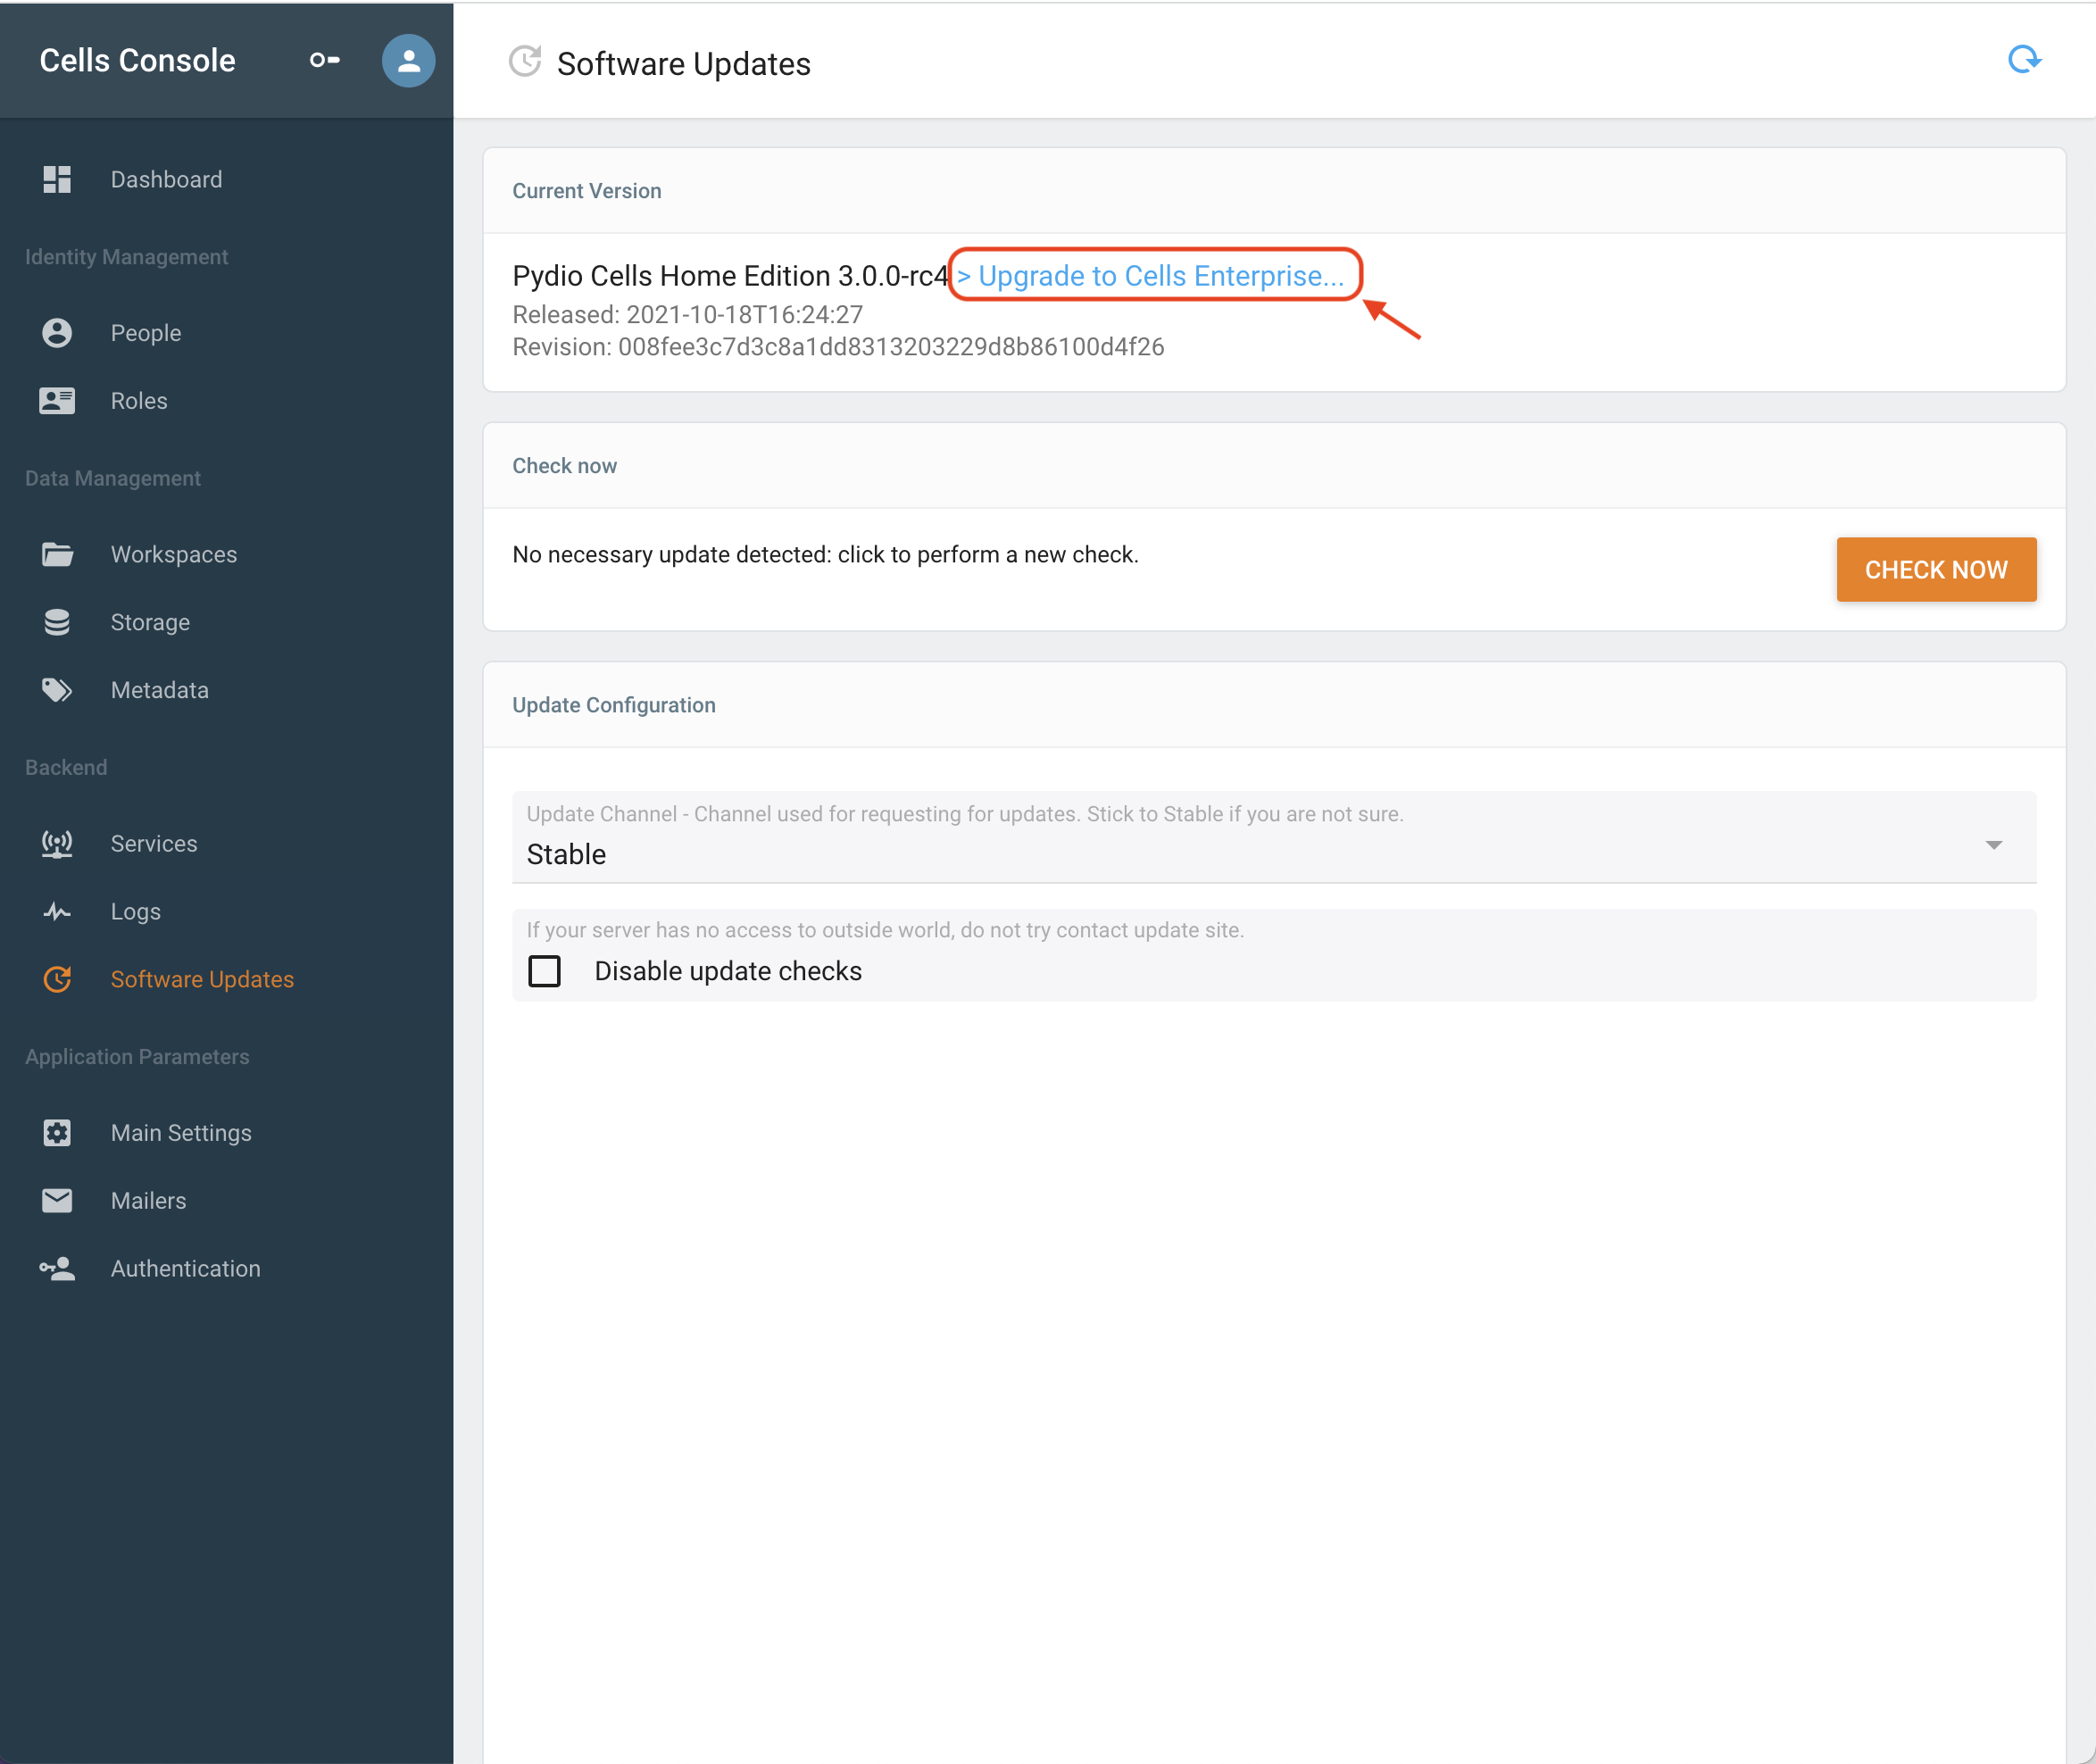 Cells Console
Dashboard
Identity Management
People
Roles
Data Management
Workspaces
Storage
Metadata
Backend
Services
Logs
Software Updates
Application Parameters
Main Settings
Mailers
Authentication
Software Updates
Current Version
Pydio Cells Home Edition 3.0.0-rc4 > Upgrade to Cells Enterprise...
Released: 2021-10-18T16:24:27
Revision: 008fee3c7d3c8a1dd8313203229d8b86100d4f26
Check now
No necessary update detected: click to perform a new check.
CHECK NOW
Update Configuration
Update Channel - Channel used for requesting for updates. Stick to Stable if you are not sure.
Stable
If your server has no access to outside world, do not try contact update site.
Disable update checks